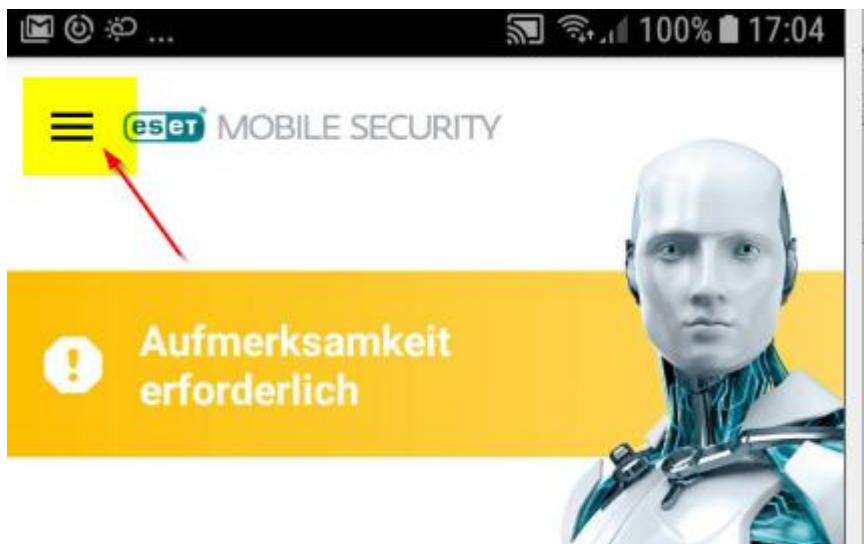 ... 100% 17:04
eseT MOBILE SECURITY
Aufmerksamkeit
erforderlich